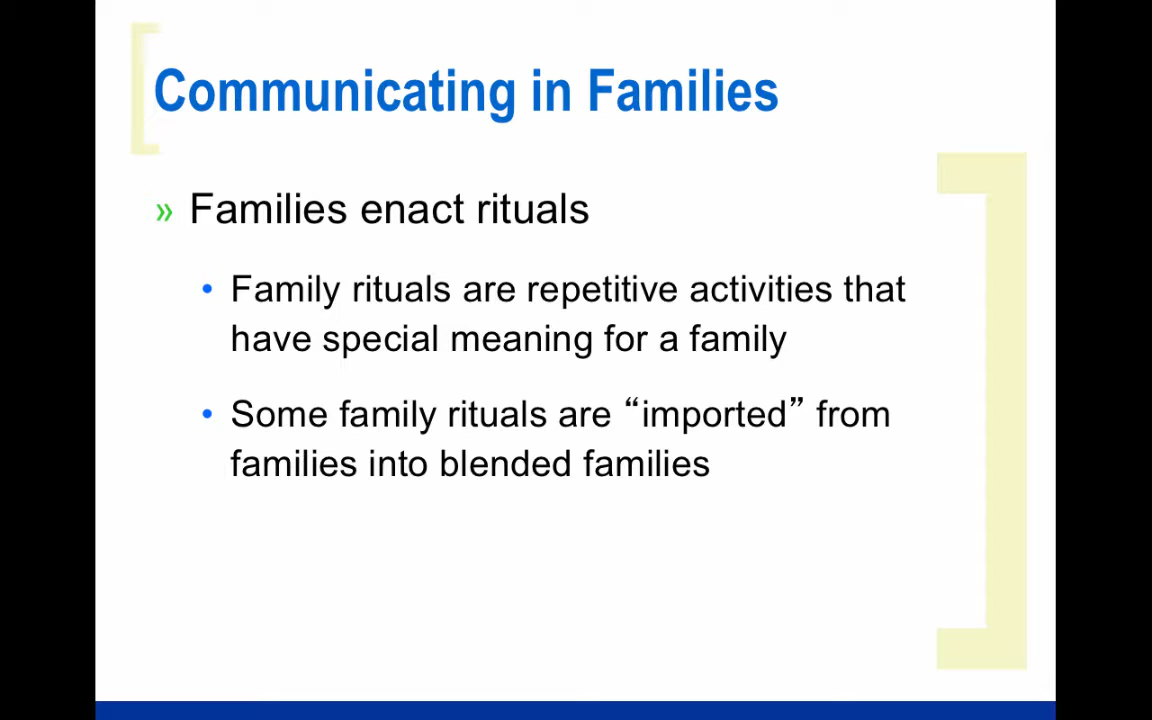 Communicating in Families
» Families enact rituals
• Family rituals are repetitive activities that
have special meaning for a family
• Some family rituals are “imported” from
families into blended families